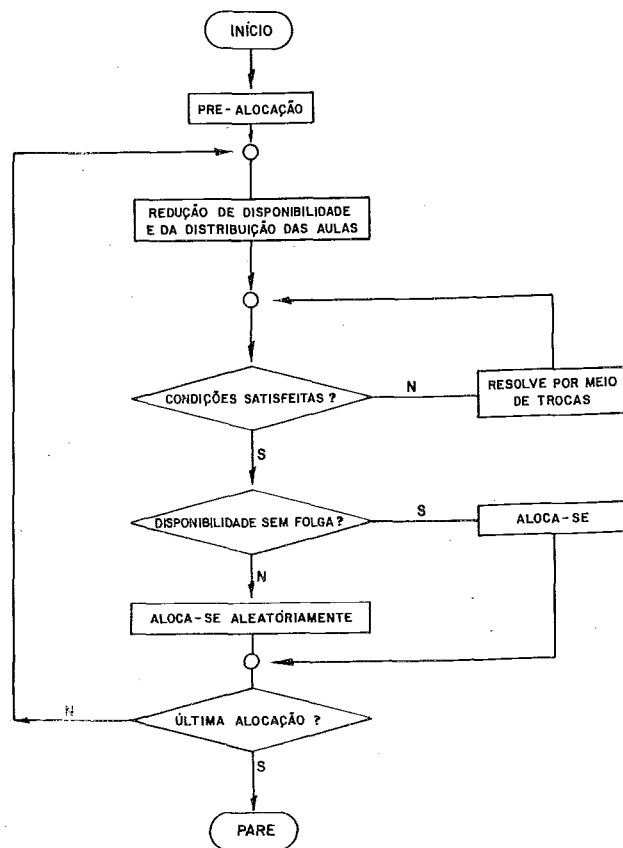 INÍCIO
PRE-ALOCAÇÃO
REDUÇÃO DE DISPONIBILIDADE
E DA DISTRIBUIÇÃO DAS AULAS
CONDIÇÕES SATISFEITAS ?
N
RESOLVE POR MEIO
DE TROCAS
S
DISPONIBILIDADE SEM FOLGA ?
S
ALOCA-SE
N
ALOCA-SE ALEATÓRIAMENTE
N
ÚLTIMA ALOCAÇÃO ?
S
PARE